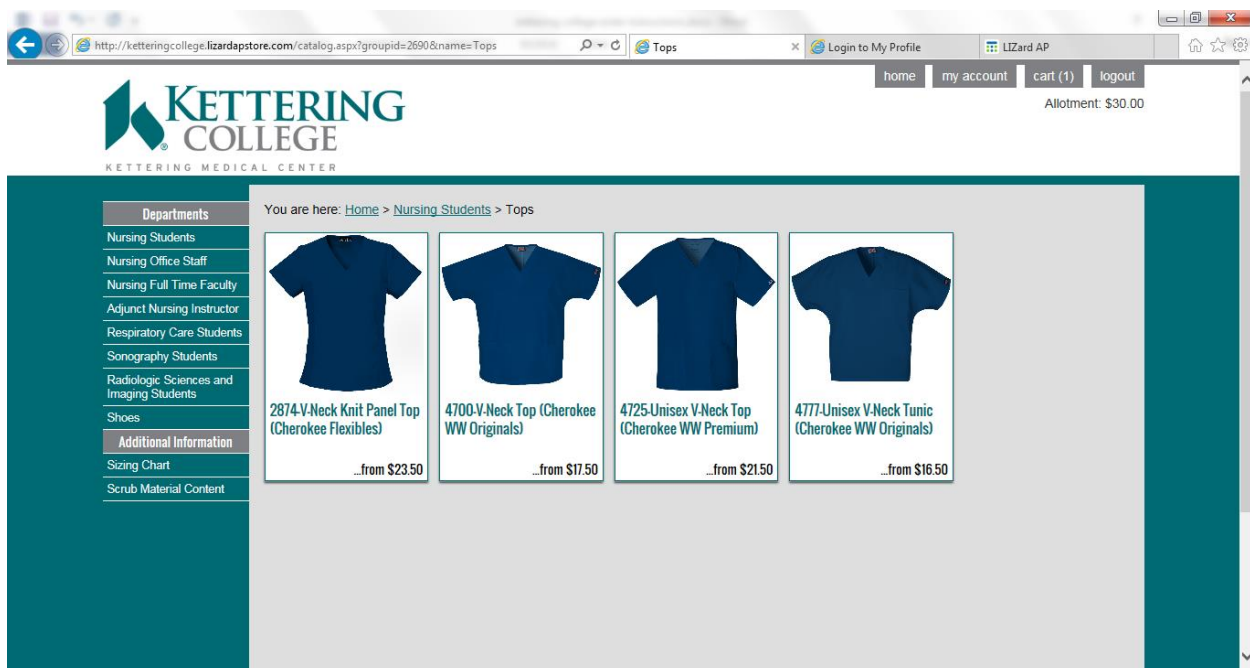 http://ketteringcollege.lizardapstore.com/catalog.aspx?groupid=2690&name=Tops
Tops
Login to My Profile
LIZard AP
home my account cart (1) logout
Allotment: $30.00
KETTERING
COLLEGE
KETTERING MEDICAL CENTER
Departments
Nursing Students
Nursing Office Staff
Nursing Full Time Faculty
Adjunct Nursing Instructor
Respiratory Care Students
Sonography Students
Radiologic Sciences and
Imaging Students
Shoes
Additional Information
Sizing Chart
Scrub Material Content
You are here: Home > Nursing Students > Tops
2874-V-Neck Knit Panel Top
(Cherokee Flexibles)
...from $23.50
4700-V-Neck Top (Cherokee
WW Originals)
...from $17.50
4725-Unisex V-Neck Top
(Cherokee WW Premium)
...from $21.50
4777-Unisex V-Neck Tunic
(Cherokee WW Originals)
...from $16.50